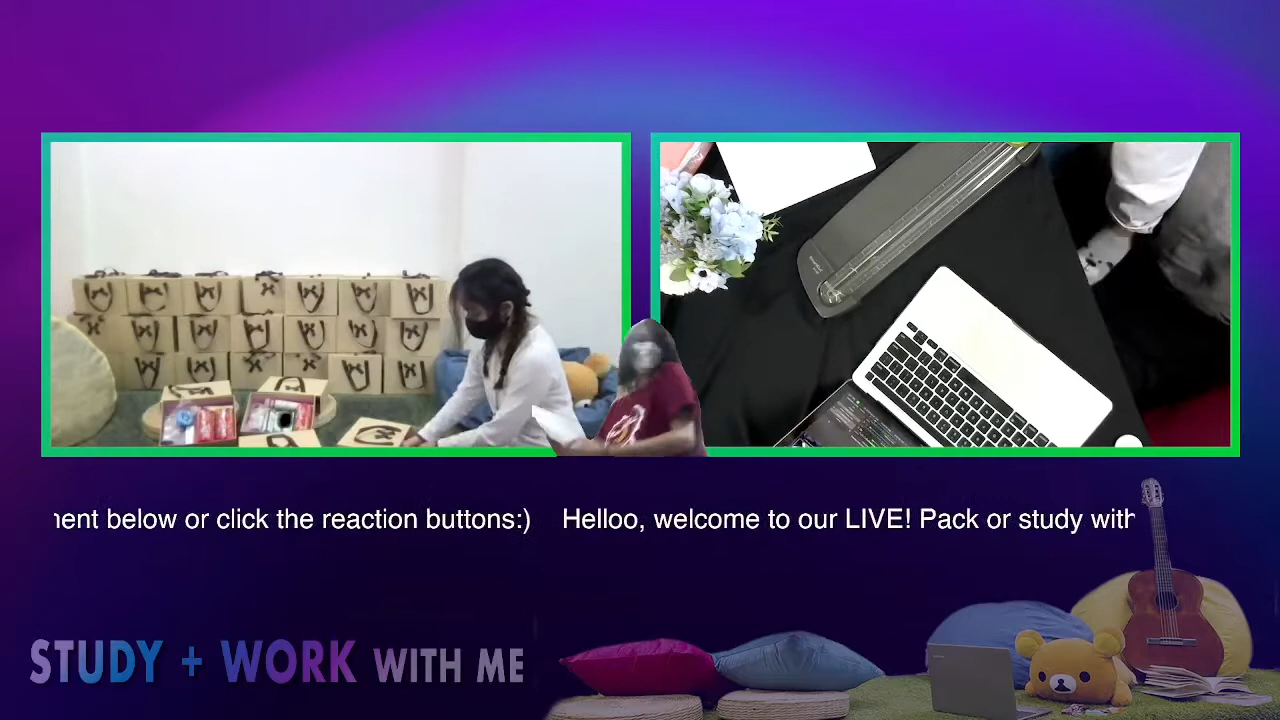 ent below or click the reaction buttons:) Helloo, welcome to our LIVE! Pack or study with
STUDY + WORK WITH ME